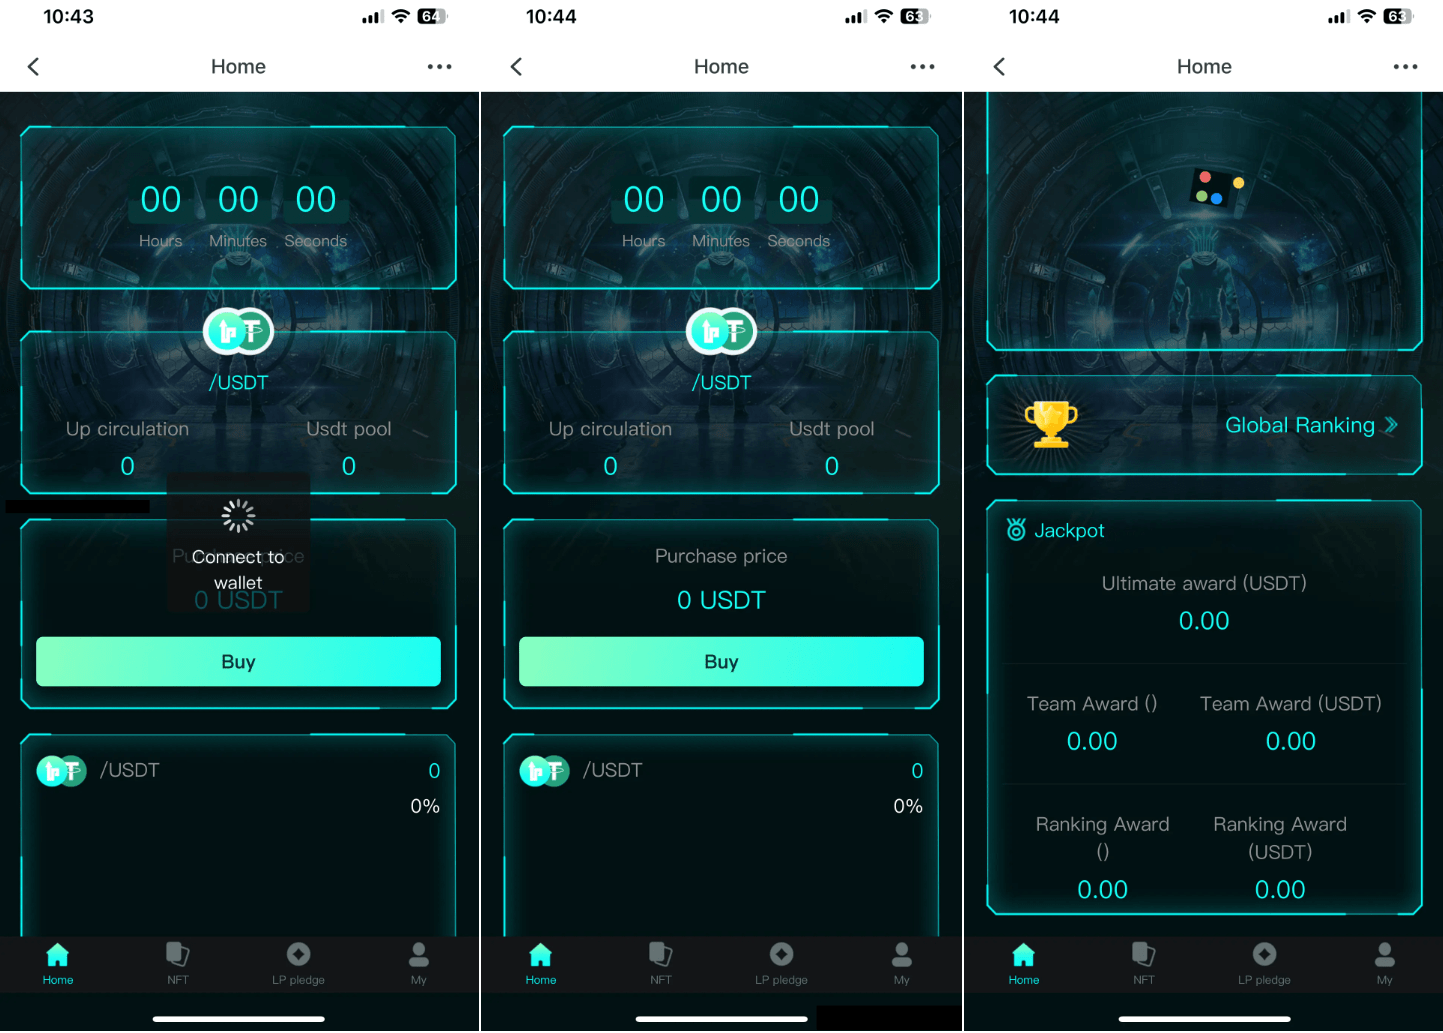 10:43
64
Home
00 00 00
Hours Minutes Seconds
/USDT
Up circulation Usdt pool
0 0
Purchase price
Connect to
wallet
0 USDT
Buy
/USDT 0
0%
Home NFT LP pledge My
10:44
63
Home
00 00 00
Hours Minutes Seconds
/USDT
Up circulation Usdt pool
0 0
Purchase price
0 USDT
Buy
/USDT 0
0%
Home NFT LP pledge My
10:44
63
Home
Global Ranking
Jackpot
Ultimate award (USDT)
0.00
Team Award () Team Award (USDT)
0.00 0.00
Ranking Award Ranking Award
() (USDT)
0.00 0.00
Home NFT LP pledge My